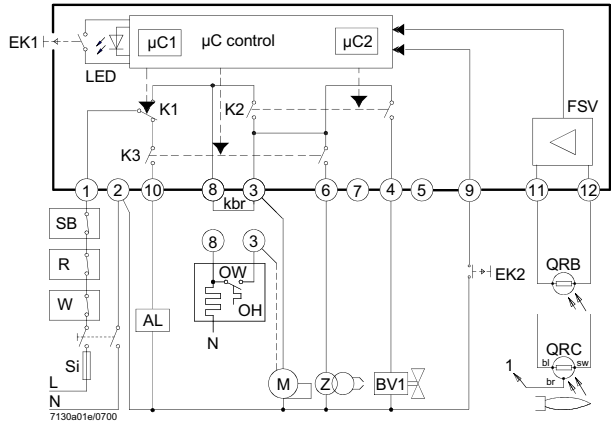 EK1
LED
µC1
µC control
µC2
FSV
K1
K2
K3
1
2
10
8
3
6
7
4
5
9
11
12
kbr
SB
R
W
Si
L
N
AL
8
3
OW
OH
N
M
Z
BV1
EK2
QRB
QRC
bl
sw
br
1
7130a01e/0700